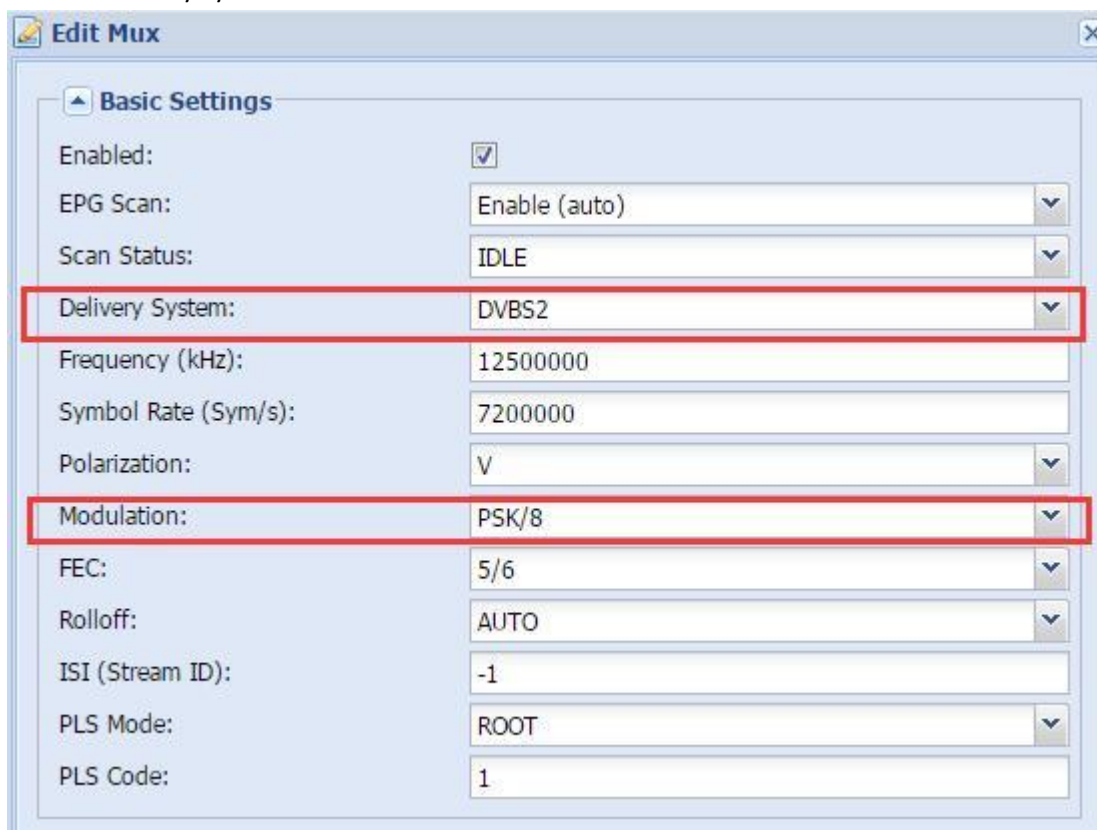 Edit Mux
Basic Settings
Enabled:
EPG Scan: Enable (auto)
Scan Status: IDLE
Delivery System: DVBS2
Frequency (kHz): 12500000
Symbol Rate (Sym/s): 7200000
Polarization: V
Modulation: PSK/8
FEC: 5/6
Rolloff: AUTO
ISI (Stream ID): -1
PLS Mode: ROOT
PLS Code: 1